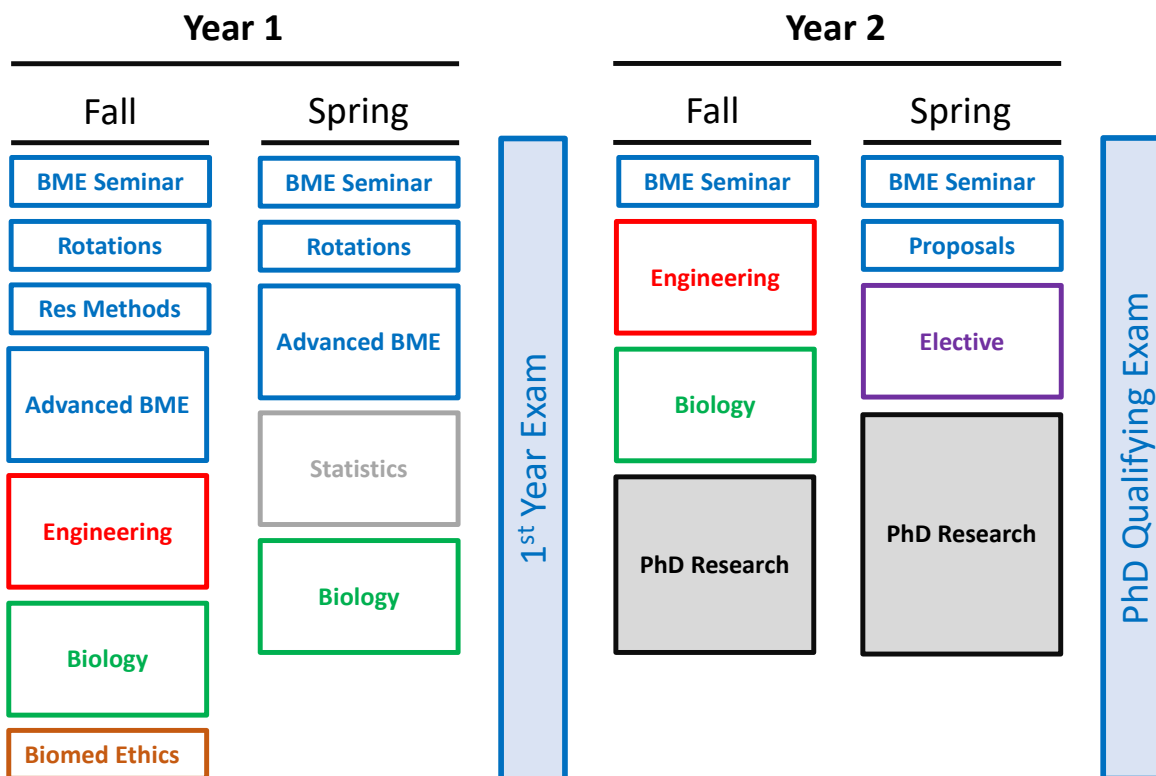 Year 1
Fall
BME Seminar
Rotations
Res Methods
Advanced BME
Engineering
Biology
Biomed Ethics
Spring
BME Seminar
Rotations
Advanced BME
Statistics
Biology
1st Year Exam
Year 2
Fall
BME Seminar
Engineering
Biology
PhD Research
Spring
BME Seminar
Proposals
Elective
PhD Research
PhD Qualifying Exam